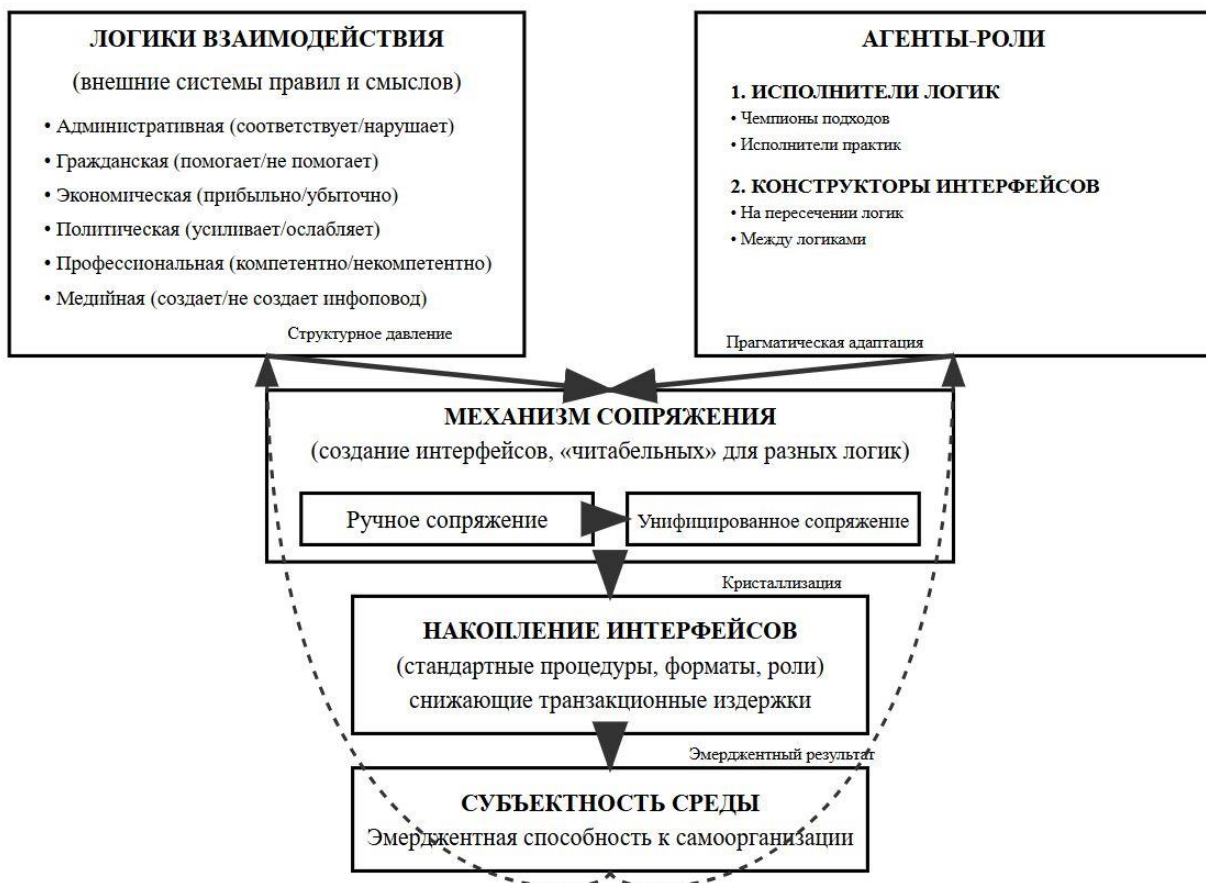 ЛОГИКИ ВЗАИМОДЕЙСТВИЯ
(внешние системы правил и смыслов)
• Административная (соответствует/нарушает)
• Гражданская (помогает/не помогает)
• Экономическая (прибыльно/убыточно)
• Политическая (усиливает/ослабляет)
• Профессиональная (компетентно/некомпетентно)
• Медийная (создает/не создает инфоповод)
Структурное давление
АГЕНТЫ-РОЛИ
1. ИСПОЛНИТЕЛИ ЛОГИК
• Чемпионы подходов
• Исполнители практик
2. КОНСТРУКТОРЫ ИНТЕРФЕЙСОВ
• На пересечении логик
• Между логиками
Прагматическая адаптация
МЕХАНИЗМ СОПРЯЖЕНИЯ
(создание интерфейсов, «читабельных» для разных логик)
Ручное сопряжение
Унифицированное сопряжение
Кристаллизация
НАКОПЛЕНИЕ ИНТЕРФЕЙСОВ
(стандартные процедуры, форматы, роли)
снижающие транзакционные издержки
Эмерджентный результат
СУБЪЕКТНОСТЬ СРЕДЫ
Эмерджентная способность к самоорганизации